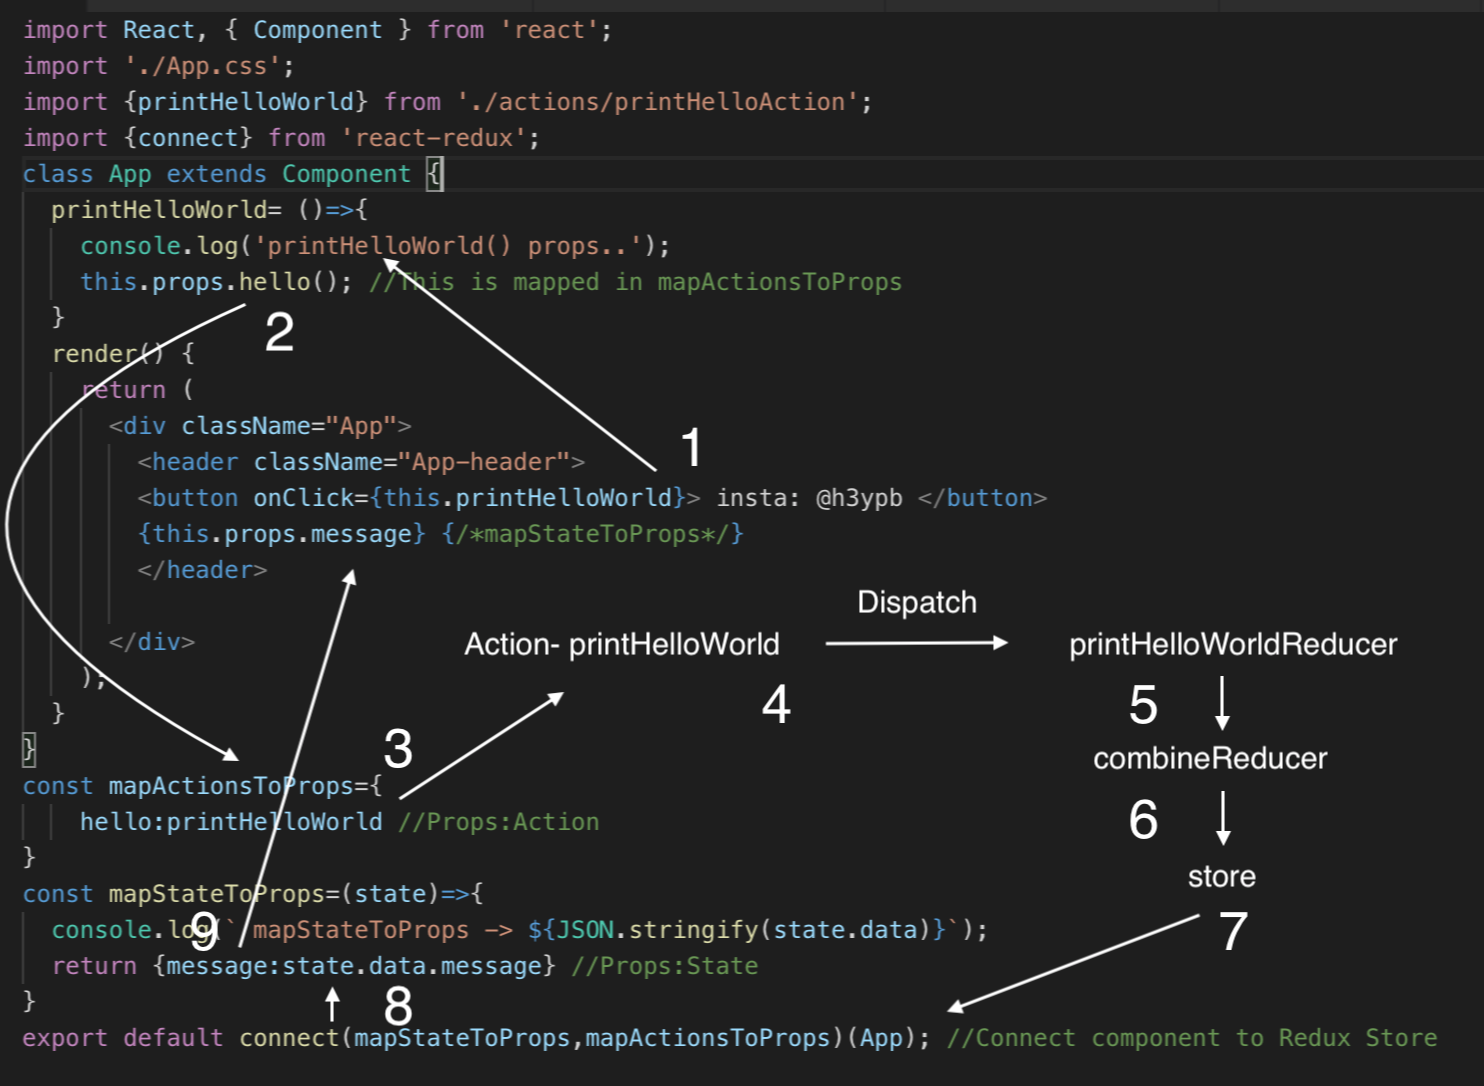 import React, { Component } from 'react';
import './App.css';
import {printHelloWorld} from './actions/printHelloAction';
import {connect} from 'react-redux';
class App extends Component {
printHelloWorld= ()=>{
console.log('printHelloWorld() props..');
this.props.hello(); //This is mapped in mapActionsToProps
}
2
render() {
return (
<div className="App">
1
<header className="App-header">
<button onClick={this.printHelloWorld}> insta: @h3ypb </button>
{this.props.message} {/*mapStateToProps*/}
</header>
Dispatch
</div>
Action- printHelloWorld
printHelloWorldReducer
);
4
5
}
}
3
combineReducer
const mapActionsToProps={
hello:printHelloWorld //Props:Action
6
}
store
const mapStateToProps=(state)=>{
9
console.log(` mapStateToProps -> ${JSON.stringify(state.data)}`);
7
return {message:state.data.message} //Props:State
}
8
export default connect(mapStateToProps,mapActionsToProps)(App); //Connect component to Redux Store